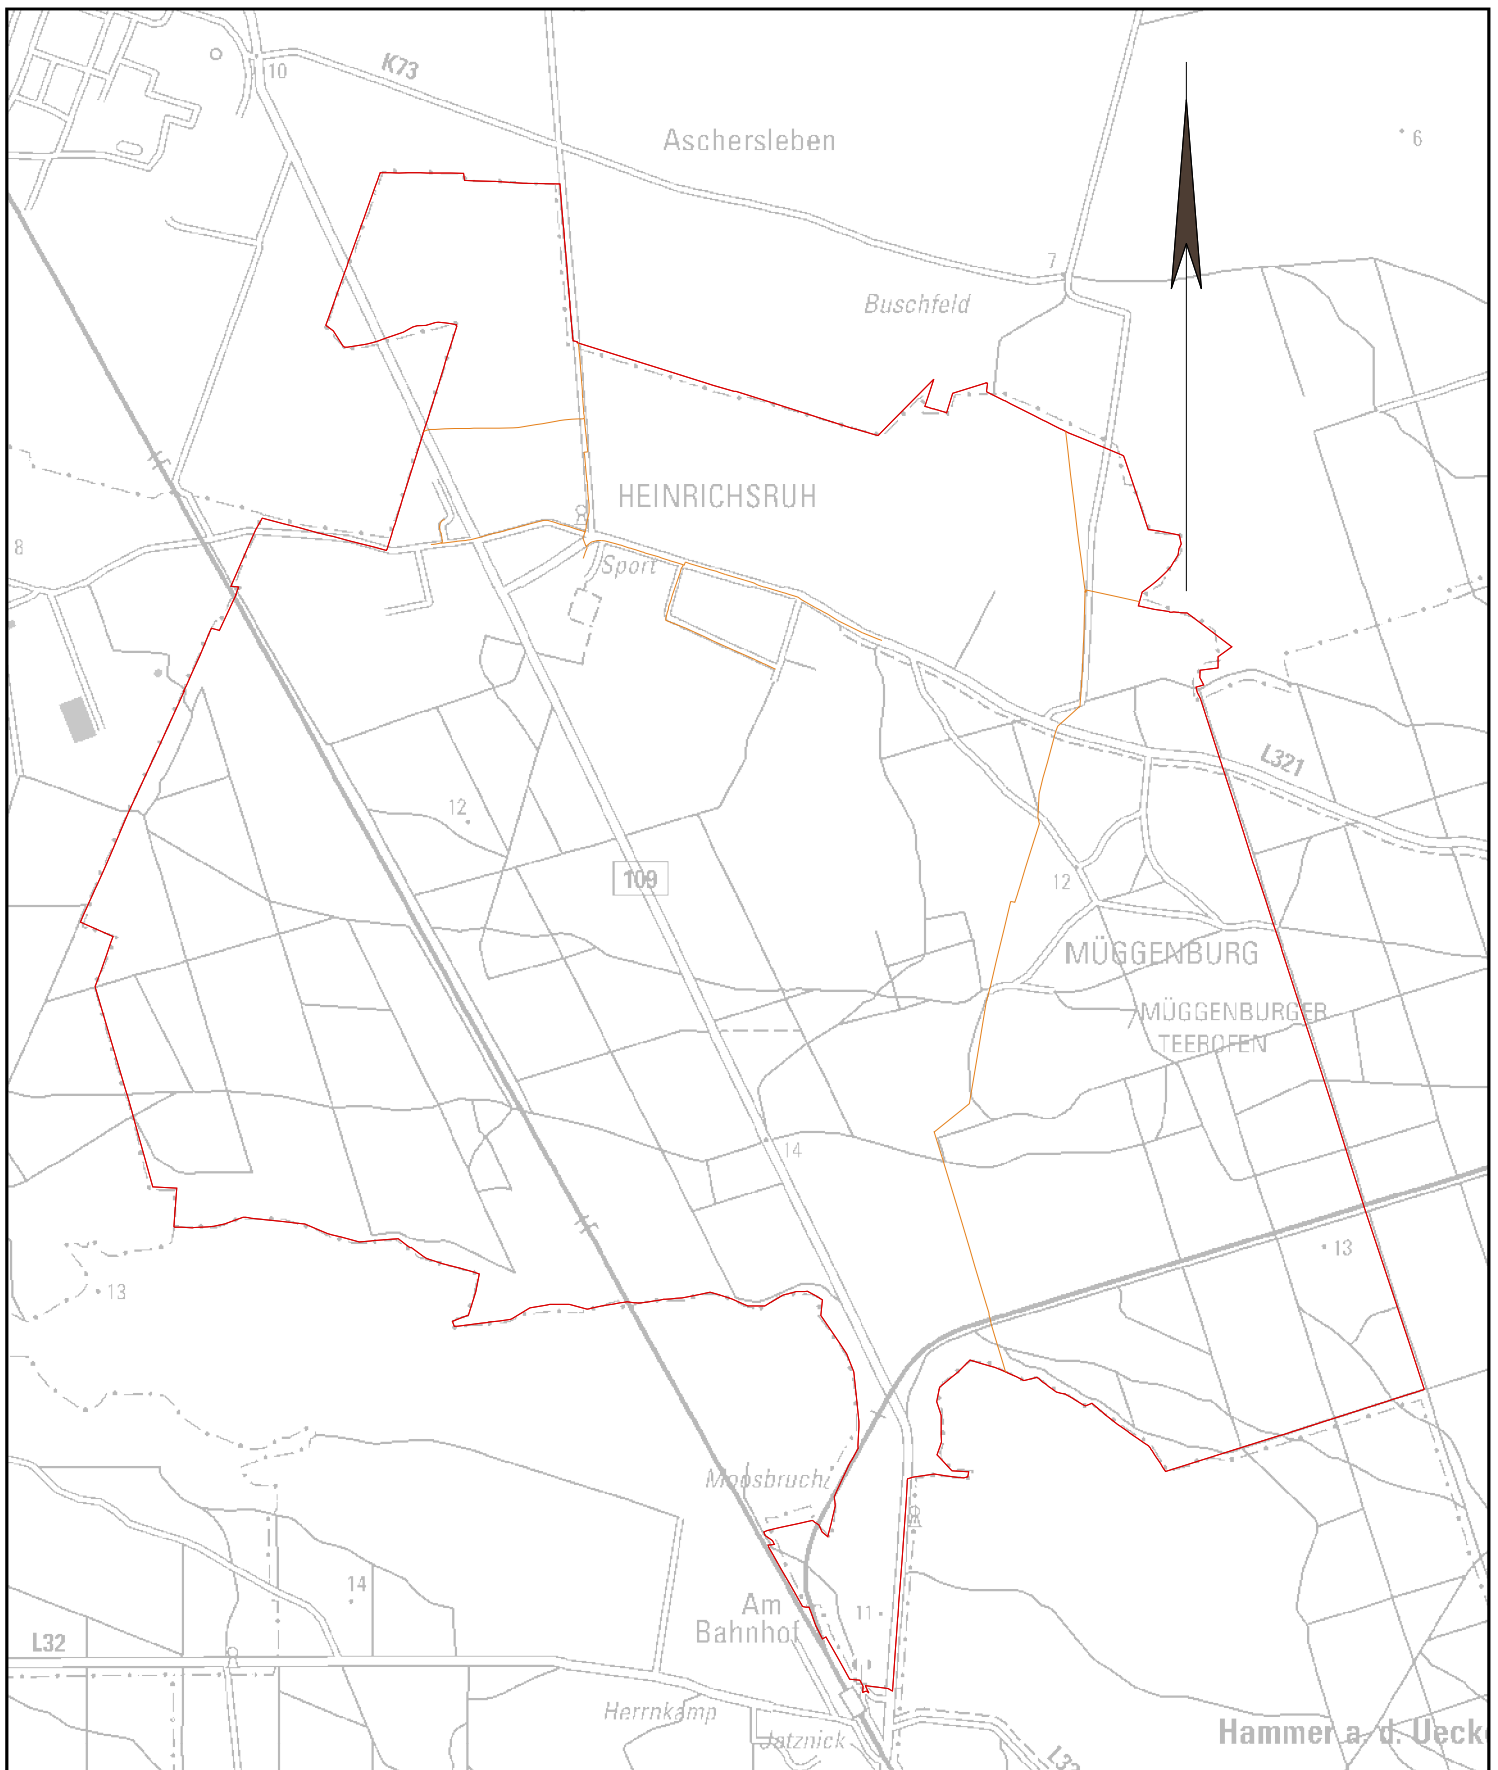 K73
10
Aschersleben
6
7
Buschfeld
HEINRICHSRUH
8
Sport
L321
12
109
12
MÜGGENBURG
MÜGGENBURGER
TEEROFEN
14
13
13
Moosbruch
14
Am
Bahnhof
11
L32
Herrnkamp
Jatznick
Hammer a. d. Ueck